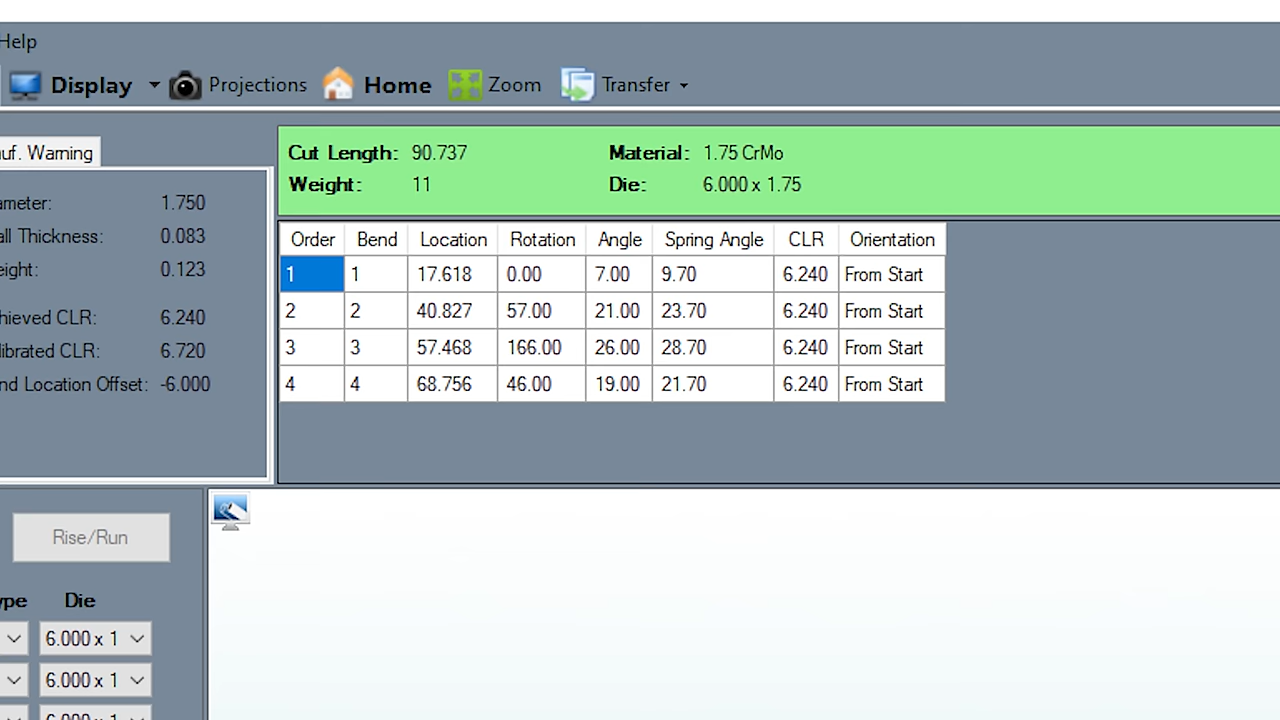 Help
Display Projections Home Zoom Transfer
uf. Warning
ameter: 1.750
all Thickness: 0.083
eight: 0.123
hieved CLR: 6.240
librated CLR: 6.720
nd Location Offset: -6.000
Cut Length: 90.737 Material: 1.75 CrMo
Weight: 11 Die: 6.000 x 1.75
Order Bend Location Rotation Angle Spring Angle CLR Orientation
1 1 17.618 0.00 7.00 9.70 6.240 From Start
2 2 40.827 57.00 21.00 23.70 6.240 From Start
3 3 57.468 166.00 26.00 28.70 6.240 From Start
4 4 68.756 46.00 19.00 21.70 6.240 From Start
Rise/Run
ype Die
6.000 x 1
6.000 x 1
6.000 x 1